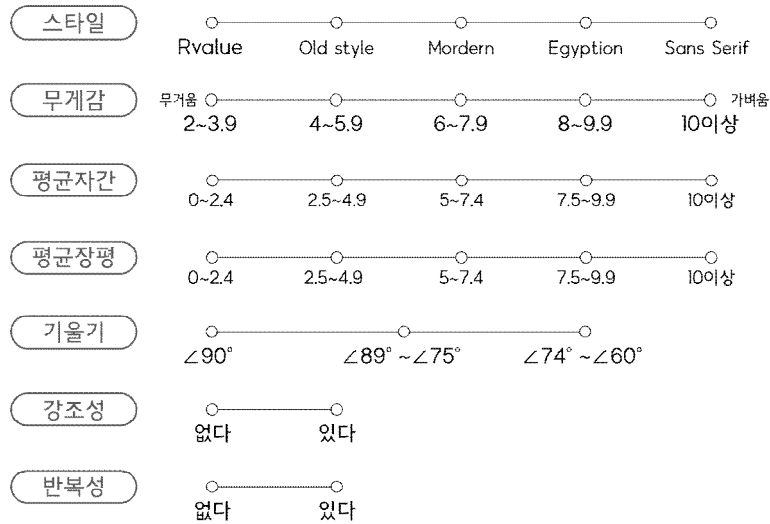 스타일
Rvalue Old style Mordern Egyption Sans Serif
무게감 무거움 가벼움
2~3.9 4~5.9 6~7.9 8~9.9 10이상
평균자간
0~2.4 2.5~4.9 5~7.4 7.5~9.9 10이상
평균장평
0~2.4 2.5~4.9 5~7.4 7.5~9.9 10이상
기울기
∠90° ∠89° ~∠75° ∠74° ~∠60°
강조성
없다 있다
반복성
없다 있다